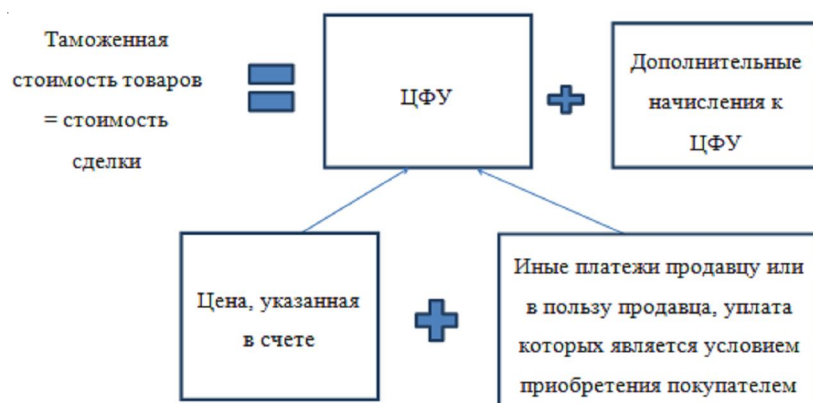 Таможенная
стоимость товаров
= стоимость
сделки
ЦФУ
Дополнительные
начисления к
ЦФУ
Цена, указанная
в счете
Иные платежи продавцу или
в пользу продавца, уплата
которых является условием
приобретения покупателем